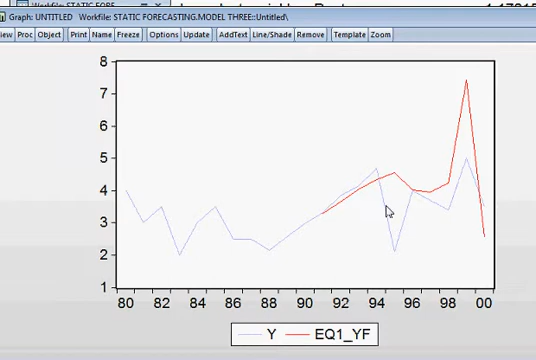 Graph: UNTITLED Workfile: STATIC FORECASTING.MODEL THREE::Untitled\
Proc Object Print Name Freeze Options Update AddText Line/Shade Remove Template Zoom
8
7
6
5
4
3
2
1
80 82 84 86 88 90 92 94 96 98 00
Y EQ1_YF